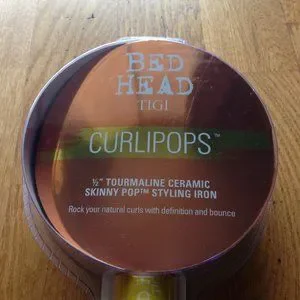 BED
HEAD
TIGI
CURLIPOPS™
½" TOURMALINE CERAMIC
SKINNY POP™ STYLING IRON
Rock your natural curls with definition and bounce